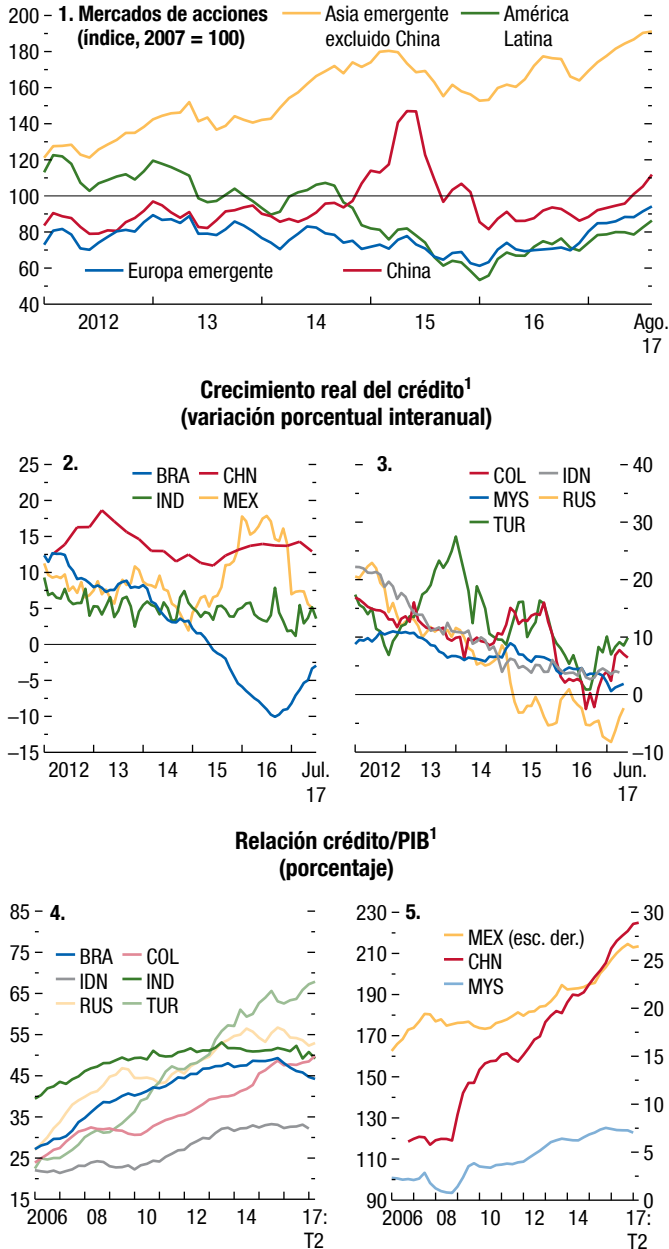 1. Mercados de acciones
(índice, 2007 = 100)
Asia emergente
excluido China
América
Latina
200
180
160
140
120
100
80
60
40
Europa emergente
China
2012 13 14 15 16 Ago.
17
Crecimiento real del crédito1
(variación porcentual interanual)
2.
BRA CHN
IND MEX
25
20
15
10
5
0
–5
–10
–15
2012 13 14 15 16 Jul.
17
3.
COL IDN
MYS RUS
TUR
40
30
20
10
0
–10
2012 13 14 15 16 Jun.
17
Relación crédito/PIB1
(porcentaje)
4.
BRA COL
IDN IND
RUS TUR
85
75
65
55
45
35
25
15
2006 08 10 12 14 17:
T2
5.
MEX (esc. der.)
CHN
MYS
230
210
190
170
150
130
110
90
30
25
20
15
10
5
0
2006 08 10 12 14 17:
T2